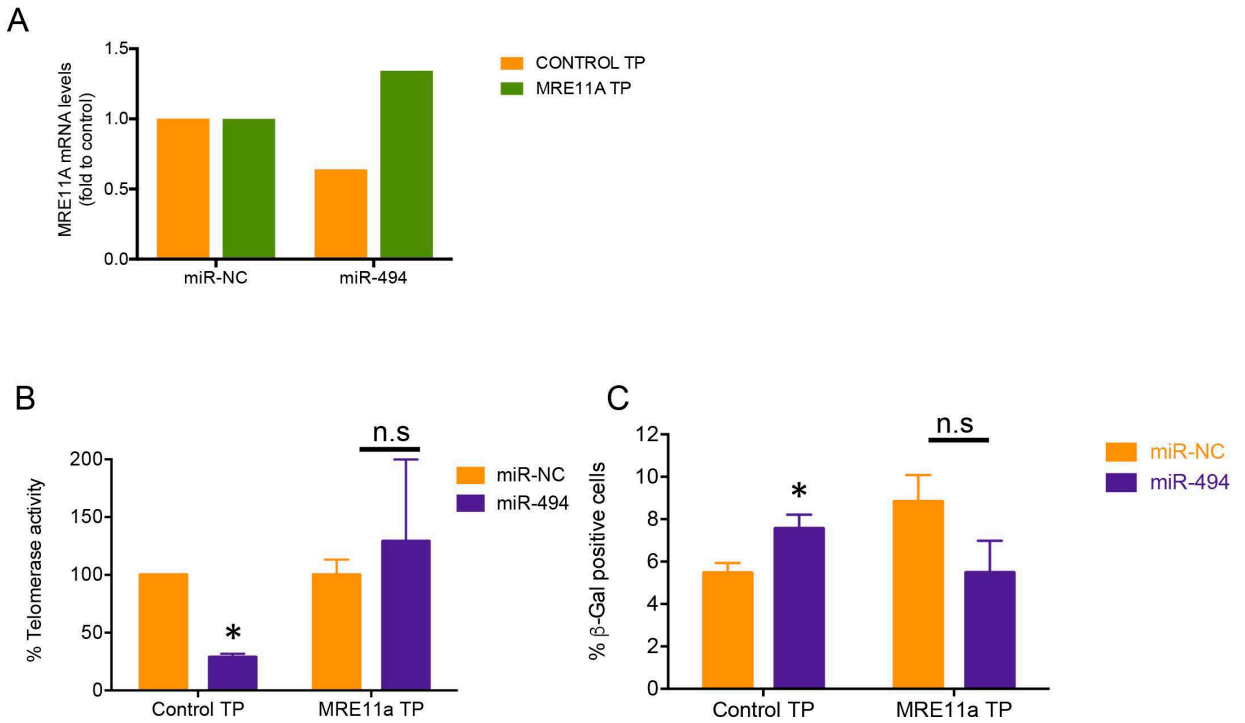 A
MRE11A mRNA levels
(fold to control)
1.5
1.0
0.5
0.0
miR-NC
miR-494
CONTROL TP
MRE11A TP
B
% Telomerase activity
200
150
100
50
0
*
n.s
Control TP
MRE11a TP
miR-NC
miR-494
C
% β-Gal positive cells
12
10
8
6
4
2
0
*
n.s
Control TP
MRE11a TP
miR-NC
miR-494